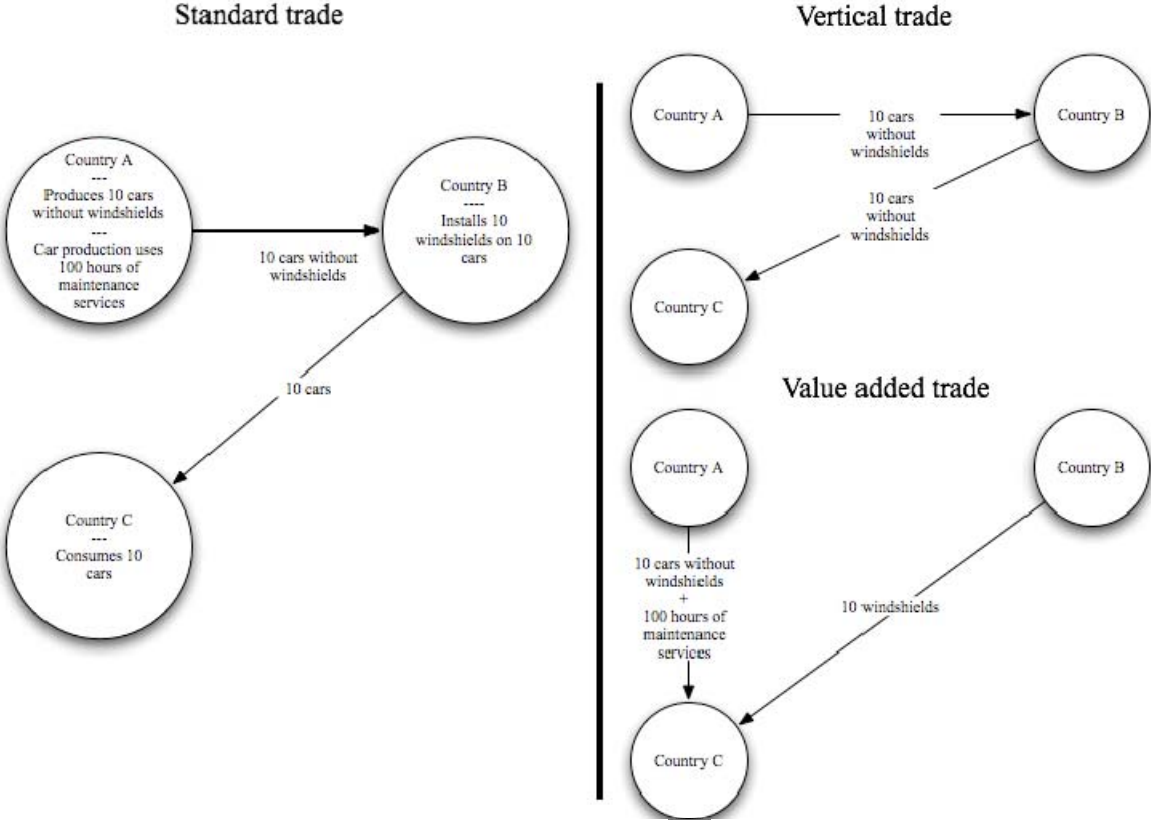 Standard trade
Country A
---
Produces 10 cars
without windshields
---
Car production uses
100 hours of
maintenance
services
10 cars without
windshields
Country B
----
Installs 10
windshields on 10
cars
10 cars
Country C
---
Consumes 10
cars
Vertical trade
Country A
10 cars
without
windshields
Country B
10 cars
without
windshields
Country C
Value added trade
Country A
Country B
10 cars without
windshields
+
100 hours of
maintenance
services
10 windshields
Country C